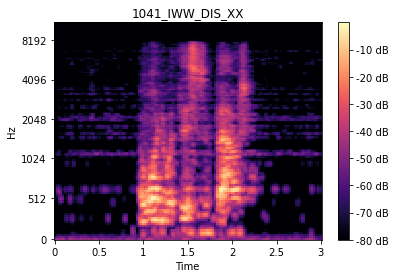 1041_IWW_DIS_XX
8192
4096
2048
1024
512
0
Hz
0
0.5
1
1.5
2
2.5
3
Time
-10 dB
-20 dB
-30 dB
-40 dB
-50 dB
-60 dB
-70 dB
-80 dB